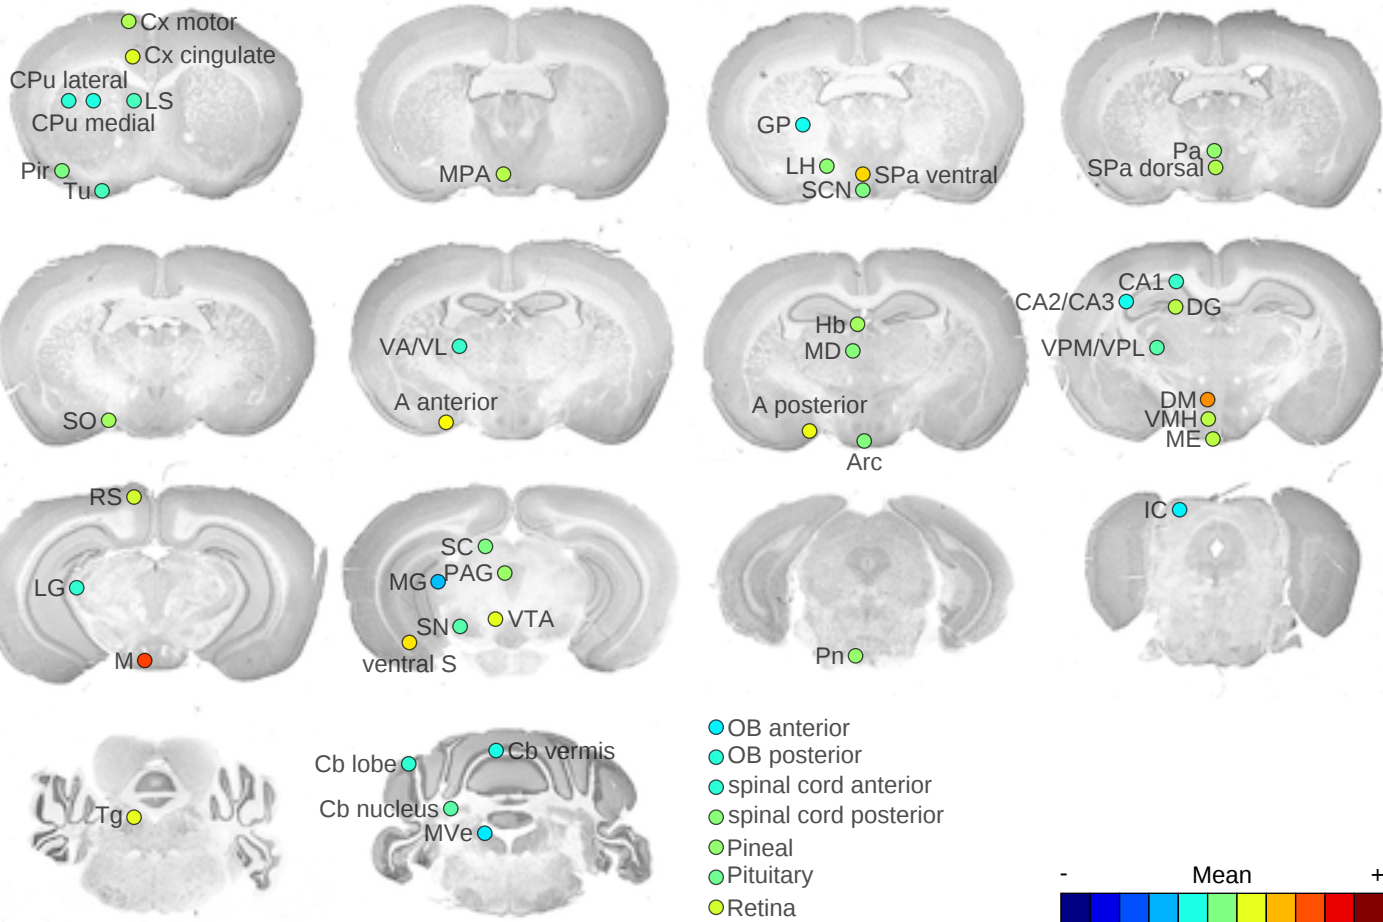 Cx motor
Cx cingulate
CPu lateral
LS
CPu medial
Pir
Tu
MPA
GP
LH
SPa ventral
SCN
Pa
SPa dorsal
SO
VA/VL
A anterior
Hb
MD
A posterior
Arc
CA1
CA2/CA3
DG
VPM/VPL
DM
VMH
ME
RS
LG
M
SC
MG
PAG
SN
VTA
ventral S
Pn
IC
Tg
Cb lobe
Cb vermis
Cb nucleus
MVe
OB anterior
OB posterior
spinal cord anterior
spinal cord posterior
Pineal
Pituitary
Retina
- Mean +